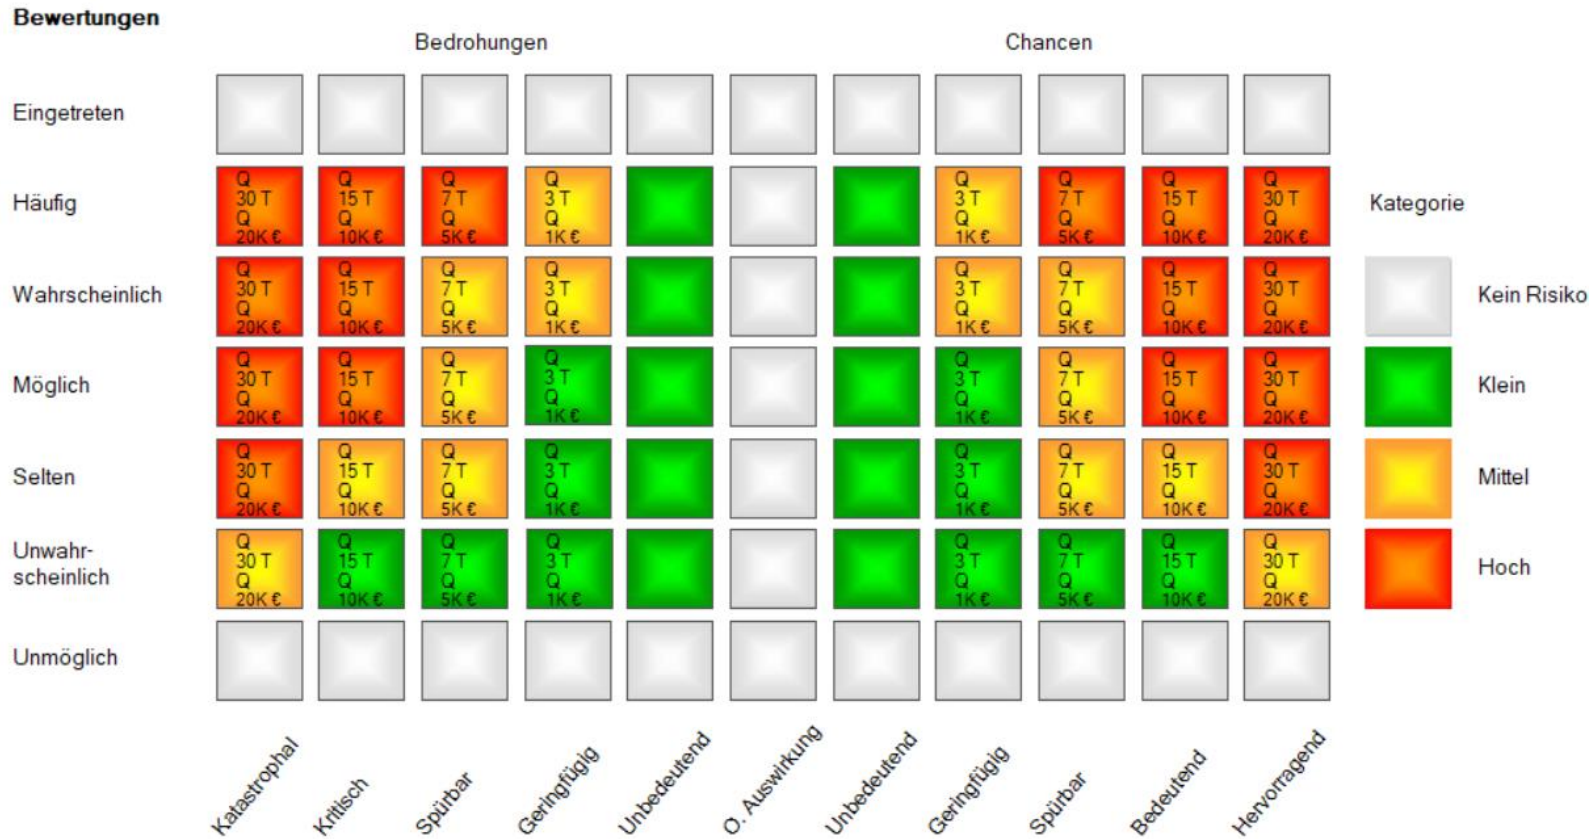 Bewertungen
Bedrohungen Chancen
Eingetreten
Häufig
Q Q Q Q Q Q Q Q
30 T 15 T 7 T 3 T 3 T 7 T 15 T 30 T
Q Q Q Q Q Q Q Q
20K € 10K € 5K € 1K € 1K € 5K € 10K € 20K €
Kategorie
Wahrscheinlich
Q Q Q Q Q Q Q Q
30 T 15 T 7 T 3 T 3 T 7 T 15 T 30 T
Q Q Q Q Q Q Q Q
20K € 10K € 5K € 1K € 1K € 5K € 10K € 20K €
Kein Risiko
Möglich
Q Q Q Q Q Q Q Q
30 T 15 T 7 T 3 T 3 T 7 T 15 T 30 T
Q Q Q Q Q Q Q Q
20K € 10K € 5K € 1K € 1K € 5K € 10K € 20K €
Klein
Selten
Q Q Q Q Q Q Q Q
30 T 15 T 7 T 3 T 3 T 7 T 15 T 30 T
Q Q Q Q Q Q Q Q
20K € 10K € 5K € 1K € 1K € 5K € 10K € 20K €
Mittel
Unwahr-
scheinlich
Q Q Q Q Q Q Q Q
30 T 15 T 7 T 3 T 3 T 7 T 15 T 30 T
Q Q Q Q Q Q Q Q
20K € 10K € 5K € 1K € 1K € 5K € 10K € 20K €
Hoch
Unmöglich
Katastrophal
Kritisch
Spürbar
Geringfügig
Unbedeutend
O. Auswirkung
Unbedeutend
Geringfügig
Spürbar
Bedeutend
Hervorragend